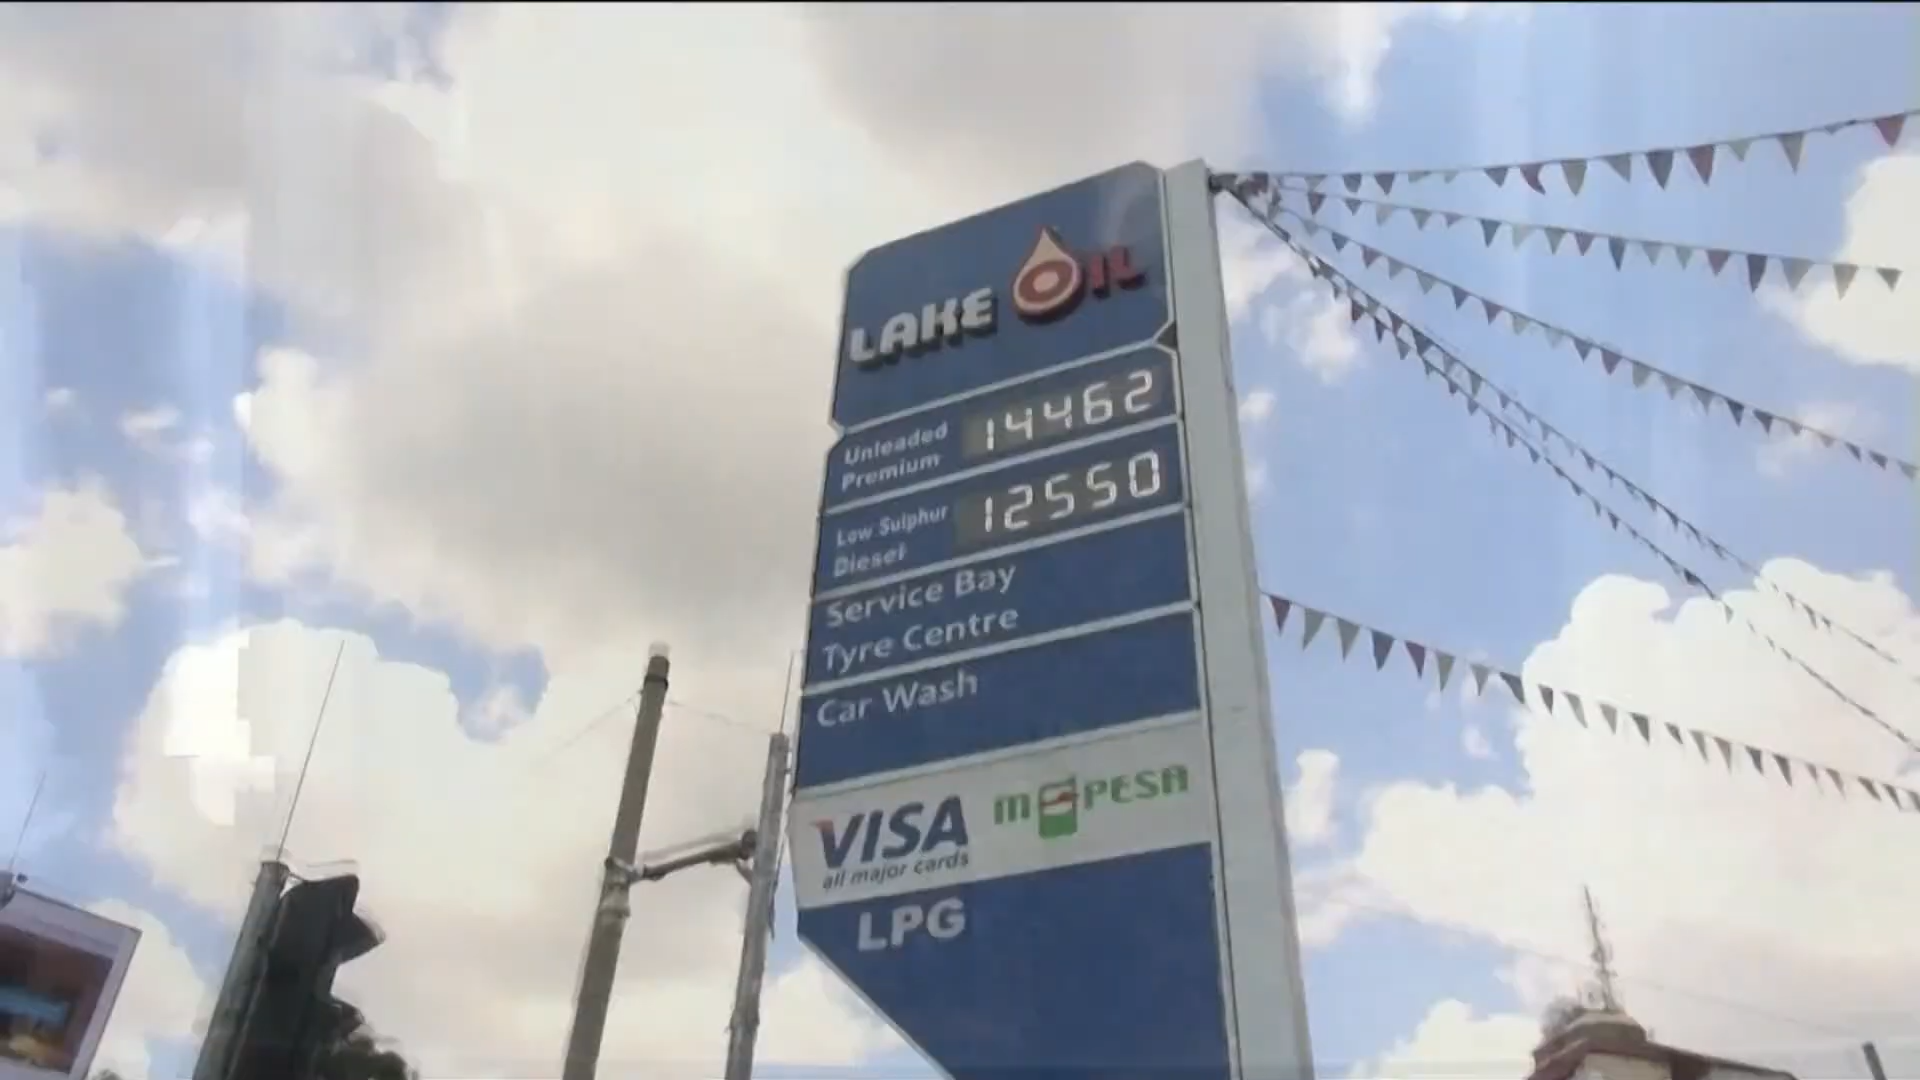 LAKE OIL
Unleaded
Premium
14462
Low Sulphur
Diesel
12550
Service Bay
Tyre Centre
Car Wash
VISA
all major cards
M-PESA
LPG